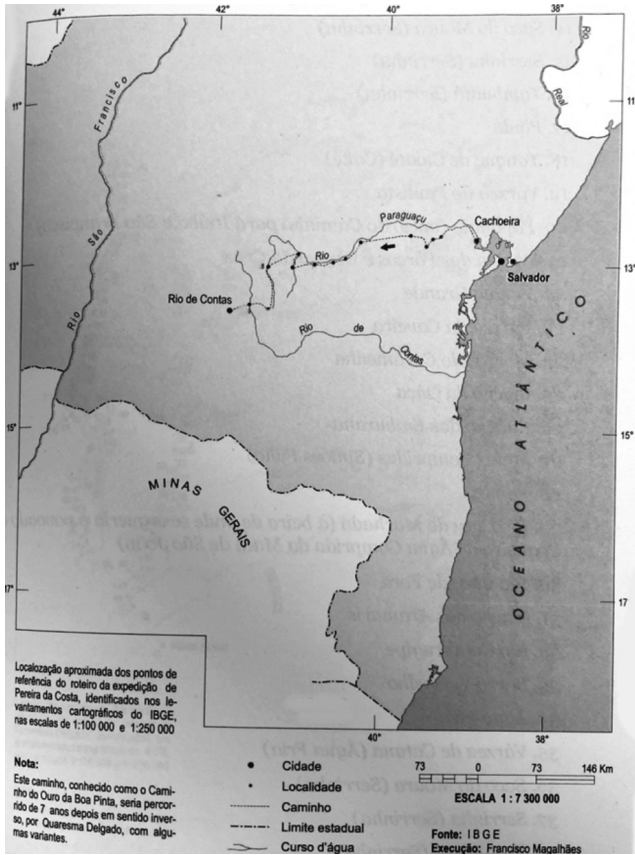 44°
42°
40°
38°
11°
11°
13°
13°
15°
15°
17°
17°
40°
38°
Rio
Real
Rio São Francisco
Paraguaçu
Rio
Cachoeira
Salvador
Rio de Contas
Rio de Contas
MINAS GERAIS
OCEANO ATLÂNTICO
Localozação aproximada dos pontos de
referência do roteiro da expedição de
Pereira da Costa, identificados nos le-
vantamentos cartográficos do IBGE,
nas escalas de 1:100 000 e 1:250 000
Nota:
Este caminho, conhecido como o Cami-
nho do Ouro da Boa Pinta, seria percor-
rido de 7 anos depois em sentido inver-
so, por Quaresma Delgado, com algu-
mas variantes.
Cidade
Localidade
Caminho
Limite estadual
Curso d'água
73 0 73 146 Km
ESCALA 1 : 7 300 000
Fonte: I B G E
Execução: Francisco Magalhães